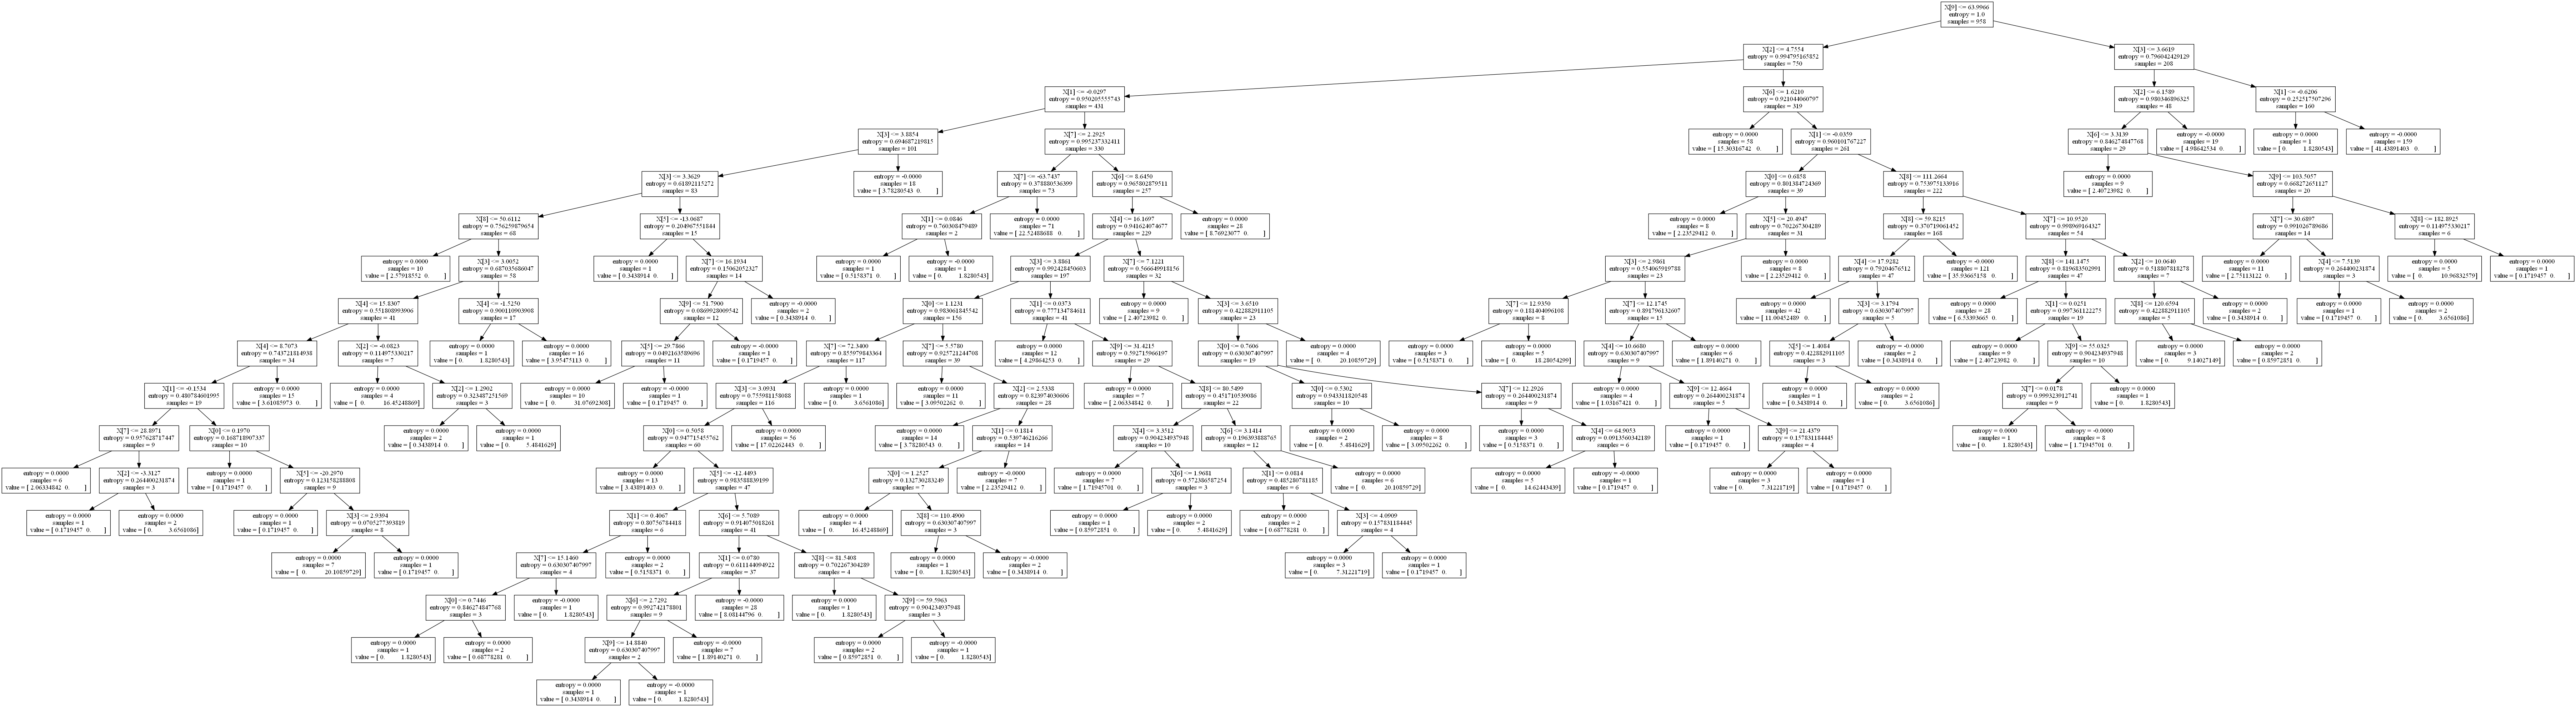 X[9] <= 63.9966
entropy = 1.0
samples = 958
X[2] <= 4.7554
entropy = 0.994795165852
samples = 750
X[3] <= 3.6619
entropy = 0.796042429129
samples = 208
X[1] <= -0.0297
entropy = 0.950205555743
samples = 431
X[6] <= 1.6210
entropy = 0.921044060797
samples = 319
X[2] <= 6.1589
entropy = 0.980346896325
samples = 48
X[1] <= -0.6206
entropy = 0.252517507296
samples = 160
X[3] <= 3.8854
entropy = 0.694687219815
samples = 101
X[7] <= 2.2925
entropy = 0.995237332411
samples = 330
entropy = 0.0000
samples = 58
value = [ 15.30316742 0. ]
X[1] <= -0.0359
entropy = 0.960101767227
samples = 261
X[6] <= 3.3139
entropy = 0.846274847768
samples = 29
entropy = -0.0000
samples = 19
value = [ 4.98642534 0. ]
entropy = 0.0000
samples = 1
value = [ 0. 1.8280543]
entropy = -0.0000
samples = 159
value = [ 41.43891403 0. ]
X[3] <= 3.3629
entropy = 0.61892115272
samples = 83
entropy = -0.0000
samples = 18
value = [ 3.78280543 0. ]
X[7] <= -63.7437
entropy = 0.378880536399
samples = 73
X[6] <= 8.6450
entropy = 0.965802879511
samples = 257
X[0] <= 0.6858
entropy = 0.801384724369
samples = 39
X[8] <= 111.2664
entropy = 0.753975133916
samples = 222
entropy = 0.0000
samples = 9
value = [ 2.40723982 0. ]
X[9] <= 103.5057
entropy = 0.668272651127
samples = 20
X[8] <= 50.6112
entropy = 0.756259879654
samples = 68
X[5] <= -13.0687
entropy = 0.204967551844
samples = 15
X[1] <= 0.0846
entropy = 0.760308479489
samples = 2
entropy = 0.0000
samples = 71
value = [ 22.52488688 0. ]
X[4] <= 16.1697
entropy = 0.941624074677
samples = 229
entropy = 0.0000
samples = 28
value = [ 8.76923077 0. ]
entropy = 0.0000
samples = 8
value = [ 2.23529412 0. ]
X[5] <= 20.4947
entropy = 0.702267304289
samples = 31
X[8] <= 59.8215
entropy = 0.370719061452
samples = 168
X[7] <= 10.9520
entropy = 0.998969164327
samples = 54
X[7] <= 30.6897
entropy = 0.991026789686
samples = 14
X[8] <= 182.8925
entropy = 0.114975330217
samples = 6
entropy = 0.0000
samples = 10
value = [ 2.57918552 0. ]
X[3] <= 3.0052
entropy = 0.687035686047
samples = 58
entropy = 0.0000
samples = 1
value = [ 0.3438914 0. ]
X[7] <= 16.1934
entropy = 0.15062052327
samples = 14
entropy = 0.0000
samples = 1
value = [ 0.5158371 0. ]
entropy = -0.0000
samples = 1
value = [ 0. 1.8280543]
X[3] <= 3.8861
entropy = 0.992428450603
samples = 197
X[7] <= 7.1221
entropy = 0.566649918156
samples = 32
X[3] <= 2.9861
entropy = 0.554065919788
samples = 23
entropy = 0.0000
samples = 8
value = [ 2.23529412 0. ]
X[4] <= 17.9282
entropy = 0.79204676512
samples = 47
entropy = -0.0000
samples = 121
value = [ 35.93665158 0. ]
X[8] <= 141.1475
entropy = 0.819683502991
samples = 47
X[2] <= 10.0640
entropy = 0.518807818278
samples = 7
entropy = 0.0000
samples = 11
value = [ 2.75113122 0. ]
X[4] <= 7.5139
entropy = 0.264400231874
samples = 3
entropy = 0.0000
samples = 5
value = [ 0. 10.96832579]
entropy = 0.0000
samples = 1
value = [ 0.1719457 0. ]
X[4] <= 15.8307
entropy = 0.551808993906
samples = 41
X[4] <= -1.5250
entropy = 0.900110903908
samples = 17
X[9] <= 51.7900
entropy = 0.0869928009542
samples = 12
entropy = -0.0000
samples = 2
value = [ 0.3438914 0. ]
X[0] <= 1.1231
entropy = 0.983061845542
samples = 156
X[1] <= 0.0373
entropy = 0.777134784611
samples = 41
entropy = 0.0000
samples = 9
value = [ 2.40723982 0. ]
X[3] <= 3.6510
entropy = 0.422882911105
samples = 23
X[7] <= 12.9350
entropy = 0.181404096108
samples = 8
X[7] <= 12.1745
entropy = 0.891796132607
samples = 15
entropy = 0.0000
samples = 42
value = [ 11.00452489 0. ]
X[3] <= 3.1794
entropy = 0.630307407997
samples = 5
entropy = 0.0000
samples = 28
value = [ 6.53393665 0. ]
X[1] <= 0.0251
entropy = 0.997361122275
samples = 19
X[8] <= 120.6594
entropy = 0.422882911105
samples = 5
entropy = 0.0000
samples = 2
value = [ 0.3438914 0. ]
entropy = 0.0000
samples = 1
value = [ 0.1719457 0. ]
entropy = -0.0000
samples = 2
value = [ 0. 3.6561086]
X[4] <= 8.7073
entropy = 0.743721814938
samples = 34
X[2] <= -0.0823
entropy = 0.114975330217
samples = 7
entropy = 0.0000
samples = 1
value = [ 0. 1.8280543]
entropy = 0.0000
samples = 16
value = [ 3.95475113 0. ]
X[5] <= 29.7866
entropy = 0.0492163589696
samples = 11
entropy = -0.0000
samples = 1
value = [ 0.1719457 0. ]
X[7] <= 72.3400
entropy = 0.855979843364
samples = 117
X[7] <= 5.5780
entropy = 0.925721244708
samples = 39
entropy = 0.0000
samples = 12
value = [ 4.29864253 0. ]
X[9] <= 31.4215
entropy = 0.592715966197
samples = 29
X[0] <= 0.7606
entropy = 0.630307407997
samples = 19
entropy = 0.0000
samples = 4
value = [ 0. 20.10859729]
entropy = 0.0000
samples = 3
value = [ 0.5158371 0. ]
entropy = 0.0000
samples = 5
value = [ 0. 18.28054299]
X[4] <= 10.6680
entropy = 0.630307407997
samples = 9
entropy = 0.0000
samples = 6
value = [ 1.89140271 0. ]
X[5] <= 1.4084
entropy = 0.422882911105
samples = 3
entropy = -0.0000
samples = 2
value = [ 0.3438914 0. ]
entropy = 0.0000
samples = 9
value = [ 2.40723982 0. ]
X[9] <= 55.0325
entropy = 0.904234937948
samples = 10
entropy = 0.0000
samples = 3
value = [ 0. 9.14027149]
entropy = 0.0000
samples = 2
value = [ 0.85972851 0. ]
X[1] <= -0.1534
entropy = 0.480784601995
samples = 19
entropy = 0.0000
samples = 15
value = [ 3.61085973 0. ]
entropy = 0.0000
samples = 4
value = [ 0. 16.45248869]
X[2] <= 1.2902
entropy = 0.323487251569
samples = 3
entropy = 0.0000
samples = 10
value = [ 0. 31.07692308]
entropy = -0.0000
samples = 1
value = [ 0.1719457 0. ]
X[3] <= 3.0931
entropy = 0.755981158088
samples = 116
entropy = 0.0000
samples = 1
value = [ 0. 3.6561086]
entropy = 0.0000
samples = 11
value = [ 3.09502262 0. ]
X[2] <= 2.5338
entropy = 0.823974030606
samples = 28
entropy = 0.0000
samples = 7
value = [ 2.06334842 0. ]
X[8] <= 80.5499
entropy = 0.451710539086
samples = 22
X[0] <= 0.5302
entropy = 0.943311820548
samples = 10
X[7] <= 12.2926
entropy = 0.264400231874
samples = 9
entropy = 0.0000
samples = 4
value = [ 1.03167421 0. ]
X[9] <= 12.4664
entropy = 0.264400231874
samples = 5
entropy = 0.0000
samples = 1
value = [ 0.3438914 0. ]
entropy = 0.0000
samples = 2
value = [ 0. 3.6561086]
X[7] <= 0.0178
entropy = 0.999323912741
samples = 9
entropy = 0.0000
samples = 1
value = [ 0. 1.8280543]
X[7] <= 28.8971
entropy = 0.957628717447
samples = 9
X[0] <= 0.1970
entropy = 0.168718907337
samples = 10
entropy = 0.0000
samples = 2
value = [ 0.3438914 0. ]
entropy = 0.0000
samples = 1
value = [ 0. 5.4841629]
X[0] <= 0.5058
entropy = 0.947715455762
samples = 60
entropy = 0.0000
samples = 56
value = [ 17.02262443 0. ]
entropy = 0.0000
samples = 14
value = [ 3.78280543 0. ]
X[1] <= 0.1814
entropy = 0.539746216266
samples = 14
X[4] <= 3.3512
entropy = 0.904234937948
samples = 10
X[6] <= 3.1414
entropy = 0.196393888765
samples = 12
entropy = 0.0000
samples = 2
value = [ 0. 5.4841629]
entropy = 0.0000
samples = 8
value = [ 3.09502262 0. ]
entropy = 0.0000
samples = 3
value = [ 0.5158371 0. ]
X[4] <= 64.9053
entropy = 0.0913560342189
samples = 6
entropy = 0.0000
samples = 1
value = [ 0.1719457 0. ]
X[9] <= 21.4379
entropy = 0.157831184445
samples = 4
entropy = 0.0000
samples = 1
value = [ 0. 1.8280543]
entropy = -0.0000
samples = 8
value = [ 1.71945701 0. ]
entropy = 0.0000
samples = 6
value = [ 2.06334842 0. ]
X[2] <= -3.3127
entropy = 0.264400231874
samples = 3
entropy = 0.0000
samples = 1
value = [ 0.1719457 0. ]
X[5] <= -20.2970
entropy = 0.123158288808
samples = 9
entropy = 0.0000
samples = 13
value = [ 3.43891403 0. ]
X[5] <= -12.4493
entropy = 0.983588839199
samples = 47
X[0] <= 1.2527
entropy = 0.132730283249
samples = 7
entropy = -0.0000
samples = 7
value = [ 2.23529412 0. ]
entropy = 0.0000
samples = 7
value = [ 1.71945701 0. ]
X[6] <= 1.9681
entropy = 0.572386587254
samples = 3
X[1] <= 0.0814
entropy = 0.485280781185
samples = 6
entropy = 0.0000
samples = 6
value = [ 0. 20.10859729]
entropy = 0.0000
samples = 5
value = [ 0. 14.62443439]
entropy = -0.0000
samples = 1
value = [ 0.1719457 0. ]
entropy = 0.0000
samples = 3
value = [ 0. 7.31221719]
entropy = 0.0000
samples = 1
value = [ 0.1719457 0. ]
entropy = 0.0000
samples = 1
value = [ 0.1719457 0. ]
entropy = 0.0000
samples = 2
value = [ 0. 3.6561086]
entropy = 0.0000
samples = 1
value = [ 0.1719457 0. ]
X[3] <= 2.9394
entropy = 0.0705277393819
samples = 8
X[1] <= 0.4067
entropy = 0.80756784418
samples = 6
X[6] <= 5.7089
entropy = 0.914075018261
samples = 41
entropy = 0.0000
samples = 4
value = [ 0. 16.45248869]
X[8] <= 110.4900
entropy = 0.630307407997
samples = 3
entropy = 0.0000
samples = 1
value = [ 0.85972851 0. ]
entropy = 0.0000
samples = 2
value = [ 0. 5.4841629]
entropy = 0.0000
samples = 2
value = [ 0.68778281 0. ]
X[3] <= 4.0909
entropy = 0.157831184445
samples = 4
entropy = 0.0000
samples = 7
value = [ 0. 20.10859729]
entropy = 0.0000
samples = 1
value = [ 0.1719457 0. ]
X[7] <= 15.1460
entropy = 0.630307407997
samples = 4
entropy = 0.0000
samples = 2
value = [ 0.5158371 0. ]
X[1] <= 0.0780
entropy = 0.611144094922
samples = 37
X[8] <= 81.5408
entropy = 0.702267304289
samples = 4
entropy = 0.0000
samples = 1
value = [ 0. 1.8280543]
entropy = -0.0000
samples = 2
value = [ 0.3438914 0. ]
entropy = 0.0000
samples = 3
value = [ 0. 7.31221719]
entropy = 0.0000
samples = 1
value = [ 0.1719457 0. ]
X[0] <= 0.7446
entropy = 0.846274847768
samples = 3
entropy = -0.0000
samples = 1
value = [ 0. 1.8280543]
X[6] <= 2.7292
entropy = 0.992742178801
samples = 9
entropy = -0.0000
samples = 28
value = [ 8.08144796 0. ]
entropy = 0.0000
samples = 1
value = [ 0. 1.8280543]
X[9] <= 59.5963
entropy = 0.904234937948
samples = 3
entropy = 0.0000
samples = 1
value = [ 0. 1.8280543]
entropy = 0.0000
samples = 2
value = [ 0.68778281 0. ]
X[9] <= 14.8840
entropy = 0.630307407997
samples = 2
entropy = -0.0000
samples = 7
value = [ 1.89140271 0. ]
entropy = 0.0000
samples = 2
value = [ 0.85972851 0. ]
entropy = -0.0000
samples = 1
value = [ 0. 1.8280543]
entropy = 0.0000
samples = 1
value = [ 0.3438914 0. ]
entropy = -0.0000
samples = 1
value = [ 0. 1.8280543]